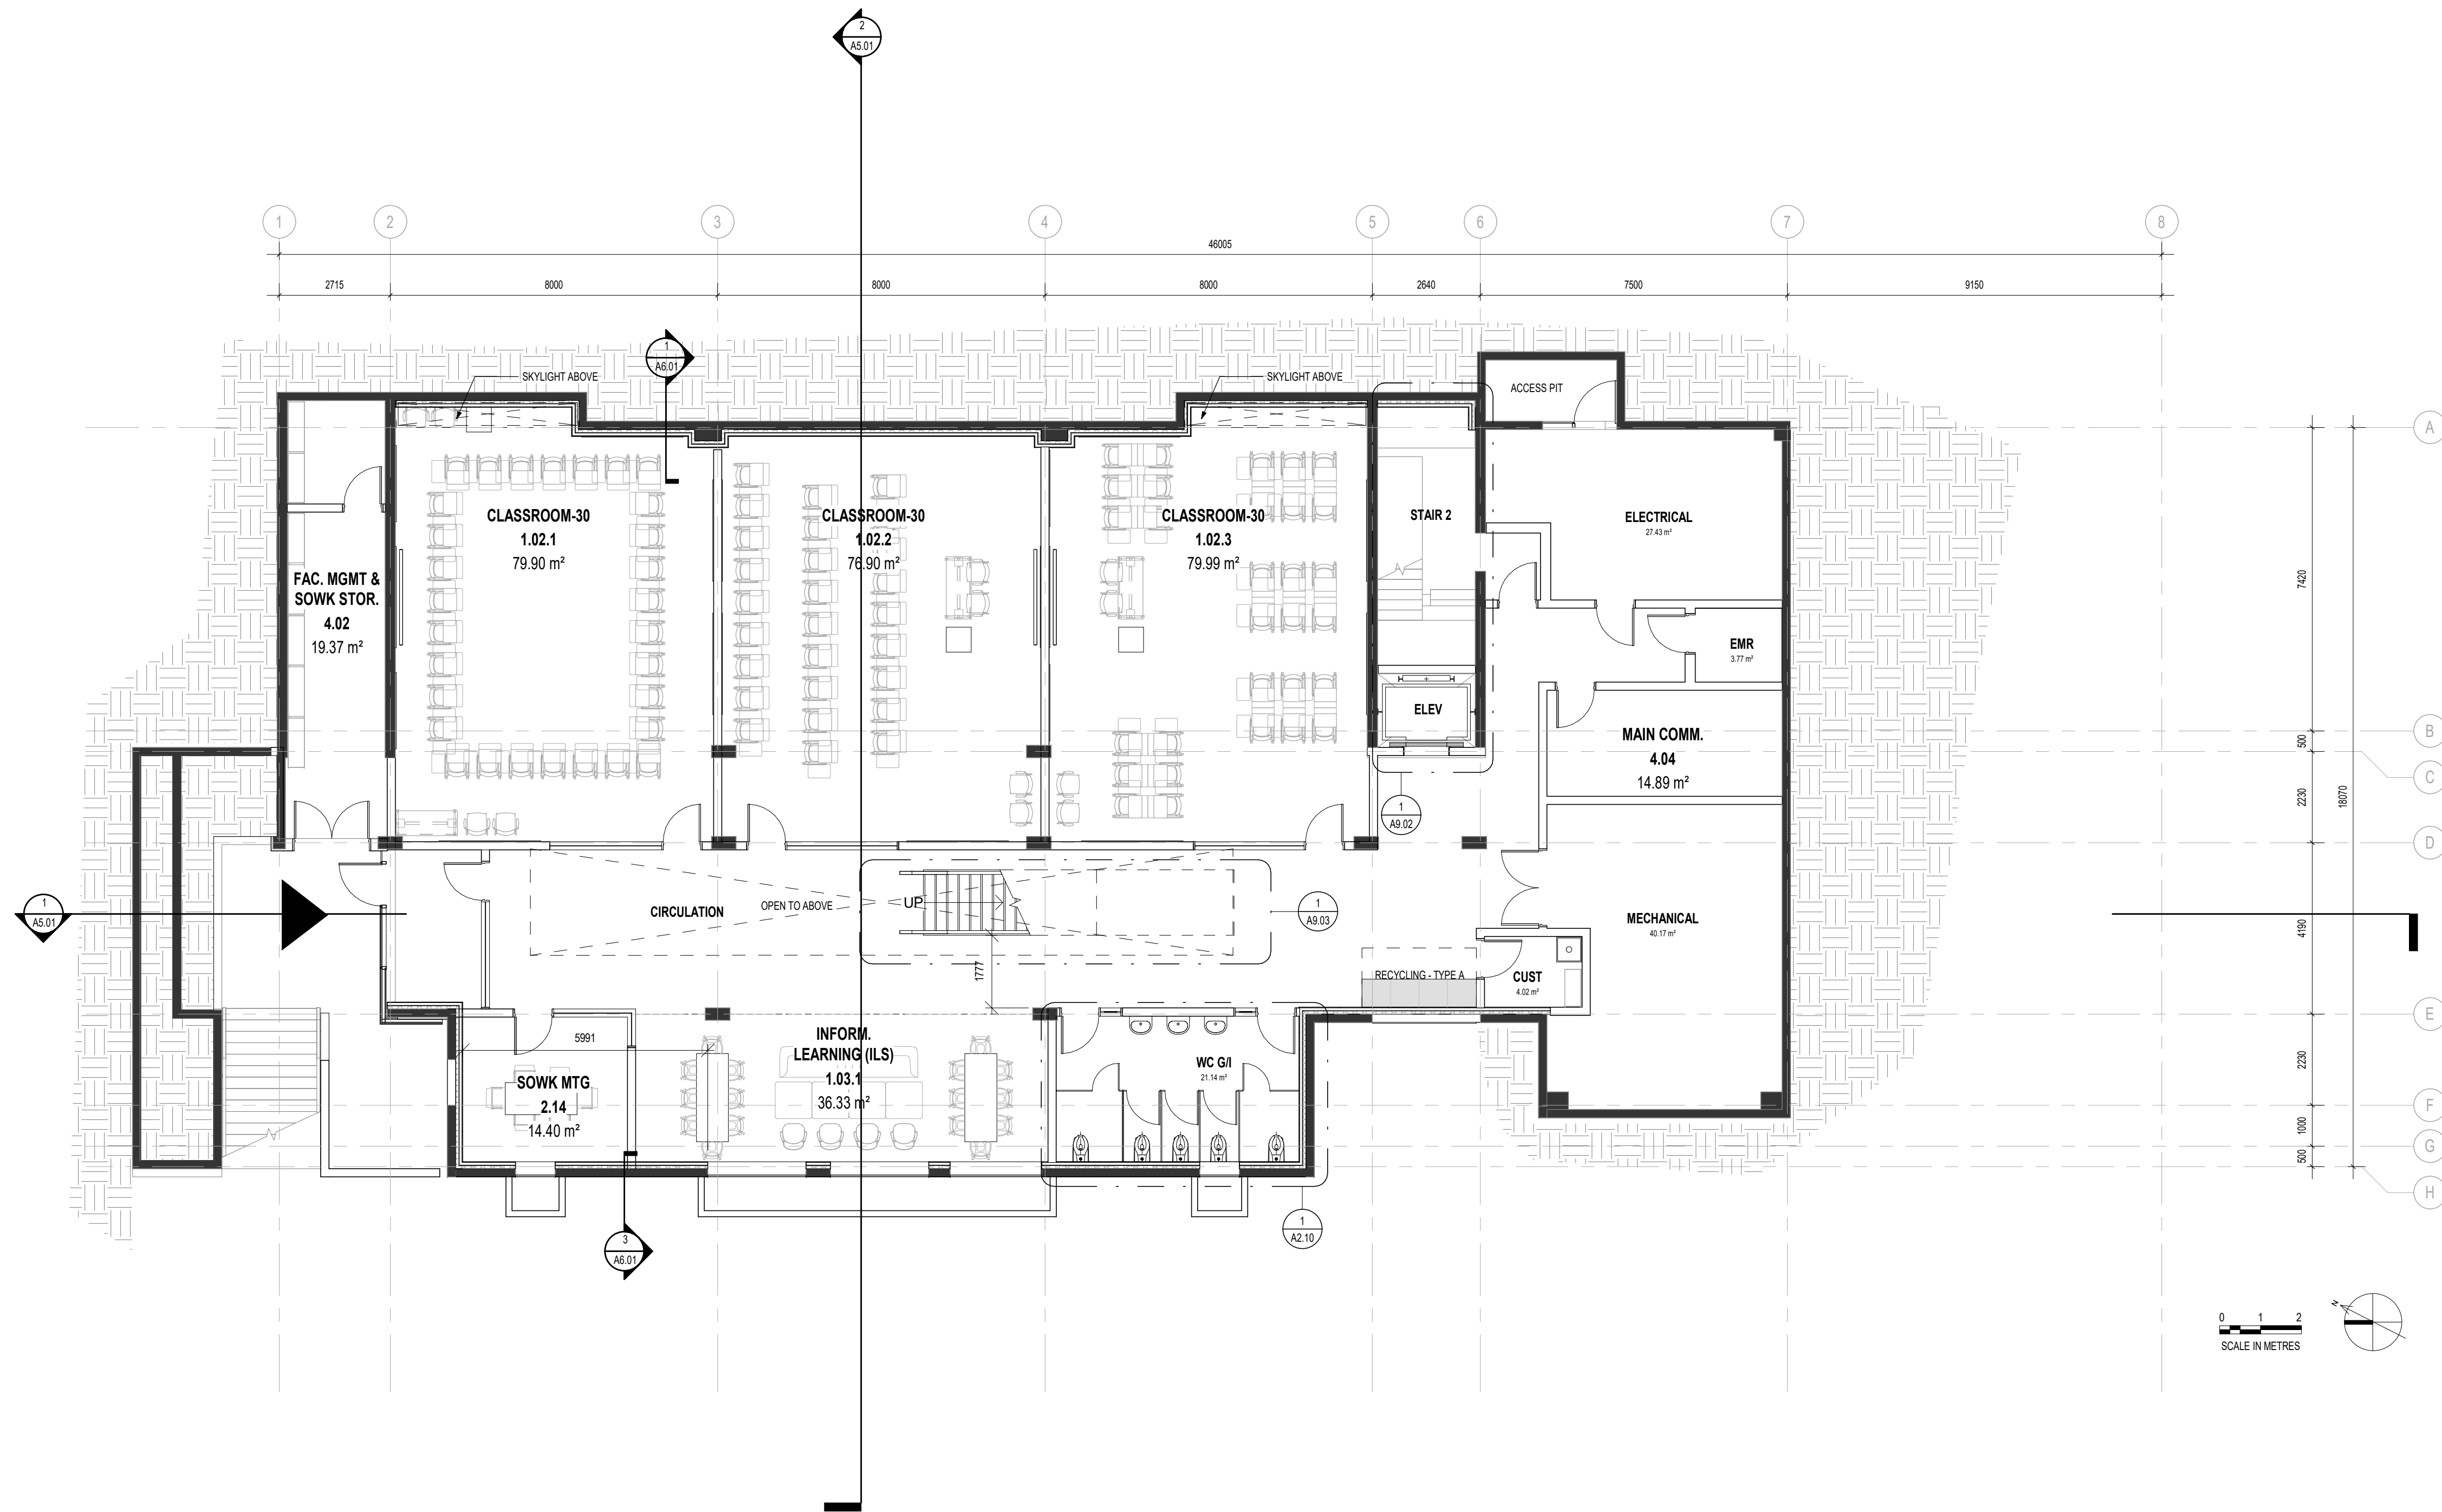 2
A5.01
1
2
3
4
5
6
7
8
46005
2715
8000
8000
8000
2640
7500
9150
1
A6.01
SKYLIGHT ABOVE
SKYLIGHT ABOVE
ACCESS PIT
A
CLASSROOM-30
1.02.1
79.90 m²
CLASSROOM-30
1.02.2
76.90 m²
CLASSROOM-30
1.02.3
79.99 m²
STAIR 2
ELECTRICAL
27.43 m²
FAC. MGMT &
SOWK STOR.
4.02
19.37 m²
7420
EMR
3.77 m²
ELEV
MAIN COMM.
4.04
14.89 m²
B
500
C
2230
18070
1
A9.02
D
1
A5.01
CIRCULATION
OPEN TO ABOVE
UP
1
A9.03
MECHANICAL
40.17 m²
4190
1777
RECYCLING - TYPE A
CUST
4.02 m²
E
5991
INFORM.
LEARNING (ILS)
1.03.1
36.33 m²
SOWK MTG
2.14
14.40 m²
WC G/I
21.14 m²
2230
F
1000
G
500
H
3
A6.01
1
A2.10
0 1 2
SCALE IN METRES
N